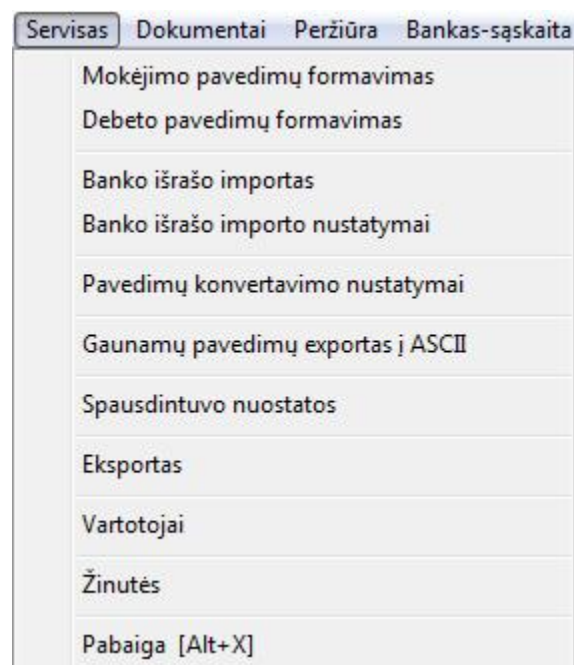 Servisas Dokumentai Peržiūra Bankas-sąskaita
Mokėjimo pavedimų formavimas
Debeto pavedimų formavimas
Banko išrašo importas
Banko išrašo importo nustatymai
Pavedimų konvertavimo nustatymai
Gaunamų pavedimų exportas į ASCII
Spausdintuvo nuostatos
Eksportas
Vartotojai
Žinutės
Pabaiga [Alt+X]